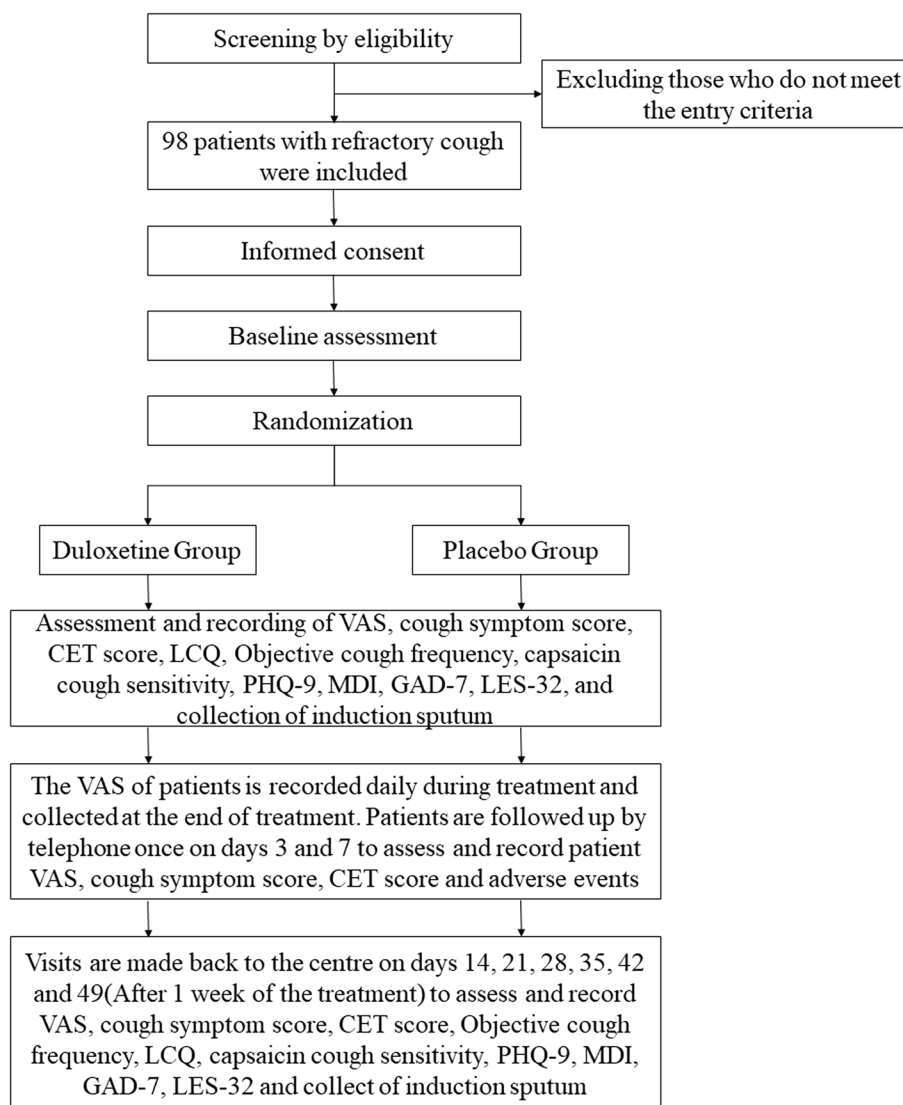 Screening by eligibility
Excluding those who do not meet
the entry criteria
98 patients with refractory cough
were included
Informed consent
Baseline assessment
Randomization
Duloxetine Group
Placebo Group
Assessment and recording of VAS, cough symptom score,
CET score, LCQ, Objective cough frequency, capsaicin
cough sensitivity, PHQ-9, MDI, GAD-7, LES-32, and
collection of induction sputum
The VAS of patients is recorded daily during treatment and
collected at the end of treatment. Patients are followed up by
telephone once on days 3 and 7 to assess and record patient
VAS, cough symptom score, CET score and adverse events
Visits are made back to the centre on days 14, 21, 28, 35, 42
and 49(After 1 week of the treatment) to assess and record
VAS, cough symptom score, CET score, Objective cough
frequency, LCQ, capsaicin cough sensitivity, PHQ-9, MDI,
GAD-7, LES-32 and collect of induction sputum